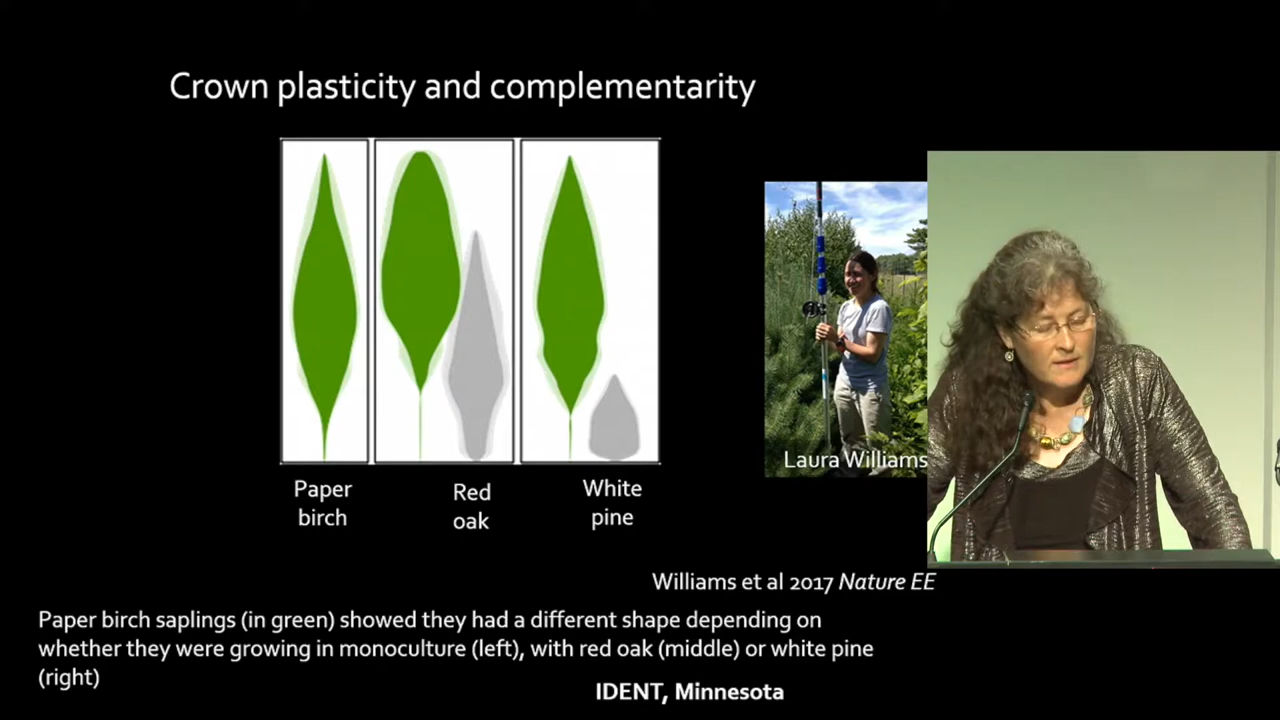 Crown plasticity and complementarity
Paper
birch
Red
oak
White
pine
Laura Williams
Williams et al 2017 Nature EE
Paper birch saplings (in green) showed they had a different shape depending on
whether they were growing in monoculture (left), with red oak (middle) or white pine
(right)
IDENT, Minnesota